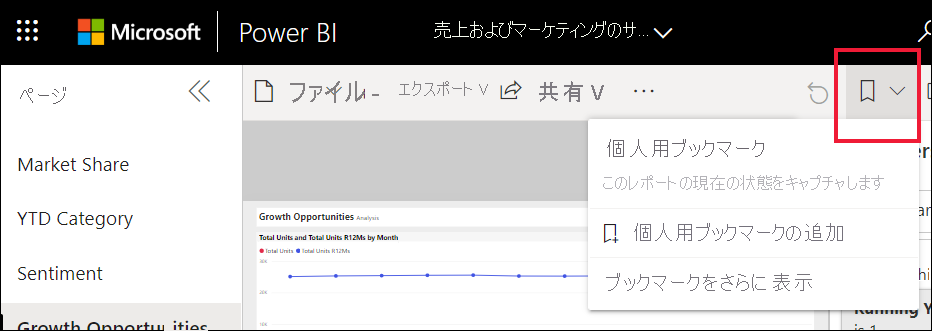 Microsoft Power BI 売上およびマーケティングのサ...
ページ
ファイル - エクスポート 共有 ...
Market Share
YTD Category
Sentiment
Growth Opportunities
個人用ブックマーク
このレポートの現在の状態をキャプチャします
個人用ブックマークの追加
ブックマークをさらに 表示
Growth Opportunities Analysis
Total Units and Total Units R12Ms by Month
Total Units Total Units R12Ms
30K
20K
10K
Running Y
is 1